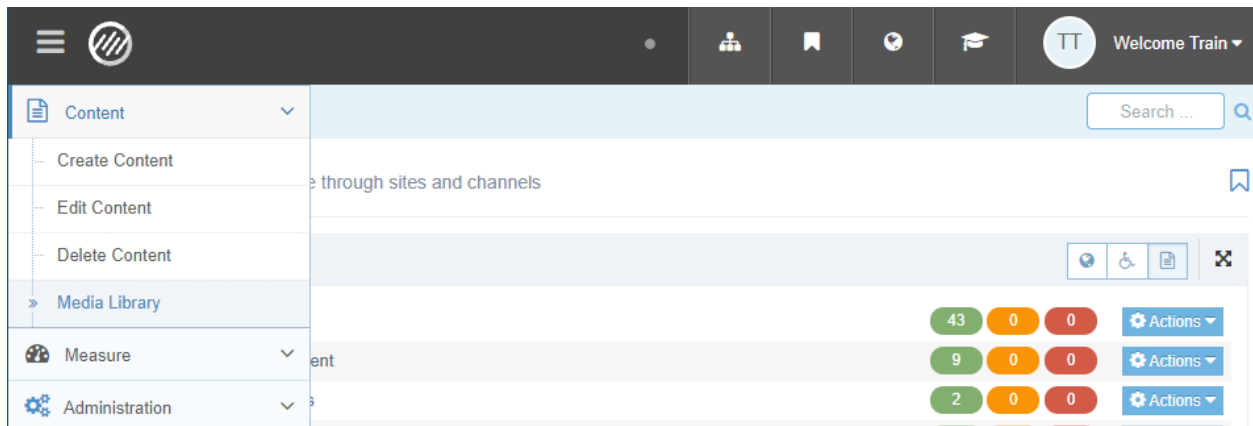 TT Welcome Train
Content
Search ...
Create Content
through sites and channels
Edit Content
Delete Content
Media Library
43 0 0 Actions
Measure
ent
9 0 0 Actions
Administration
s
2 0 0 Actions